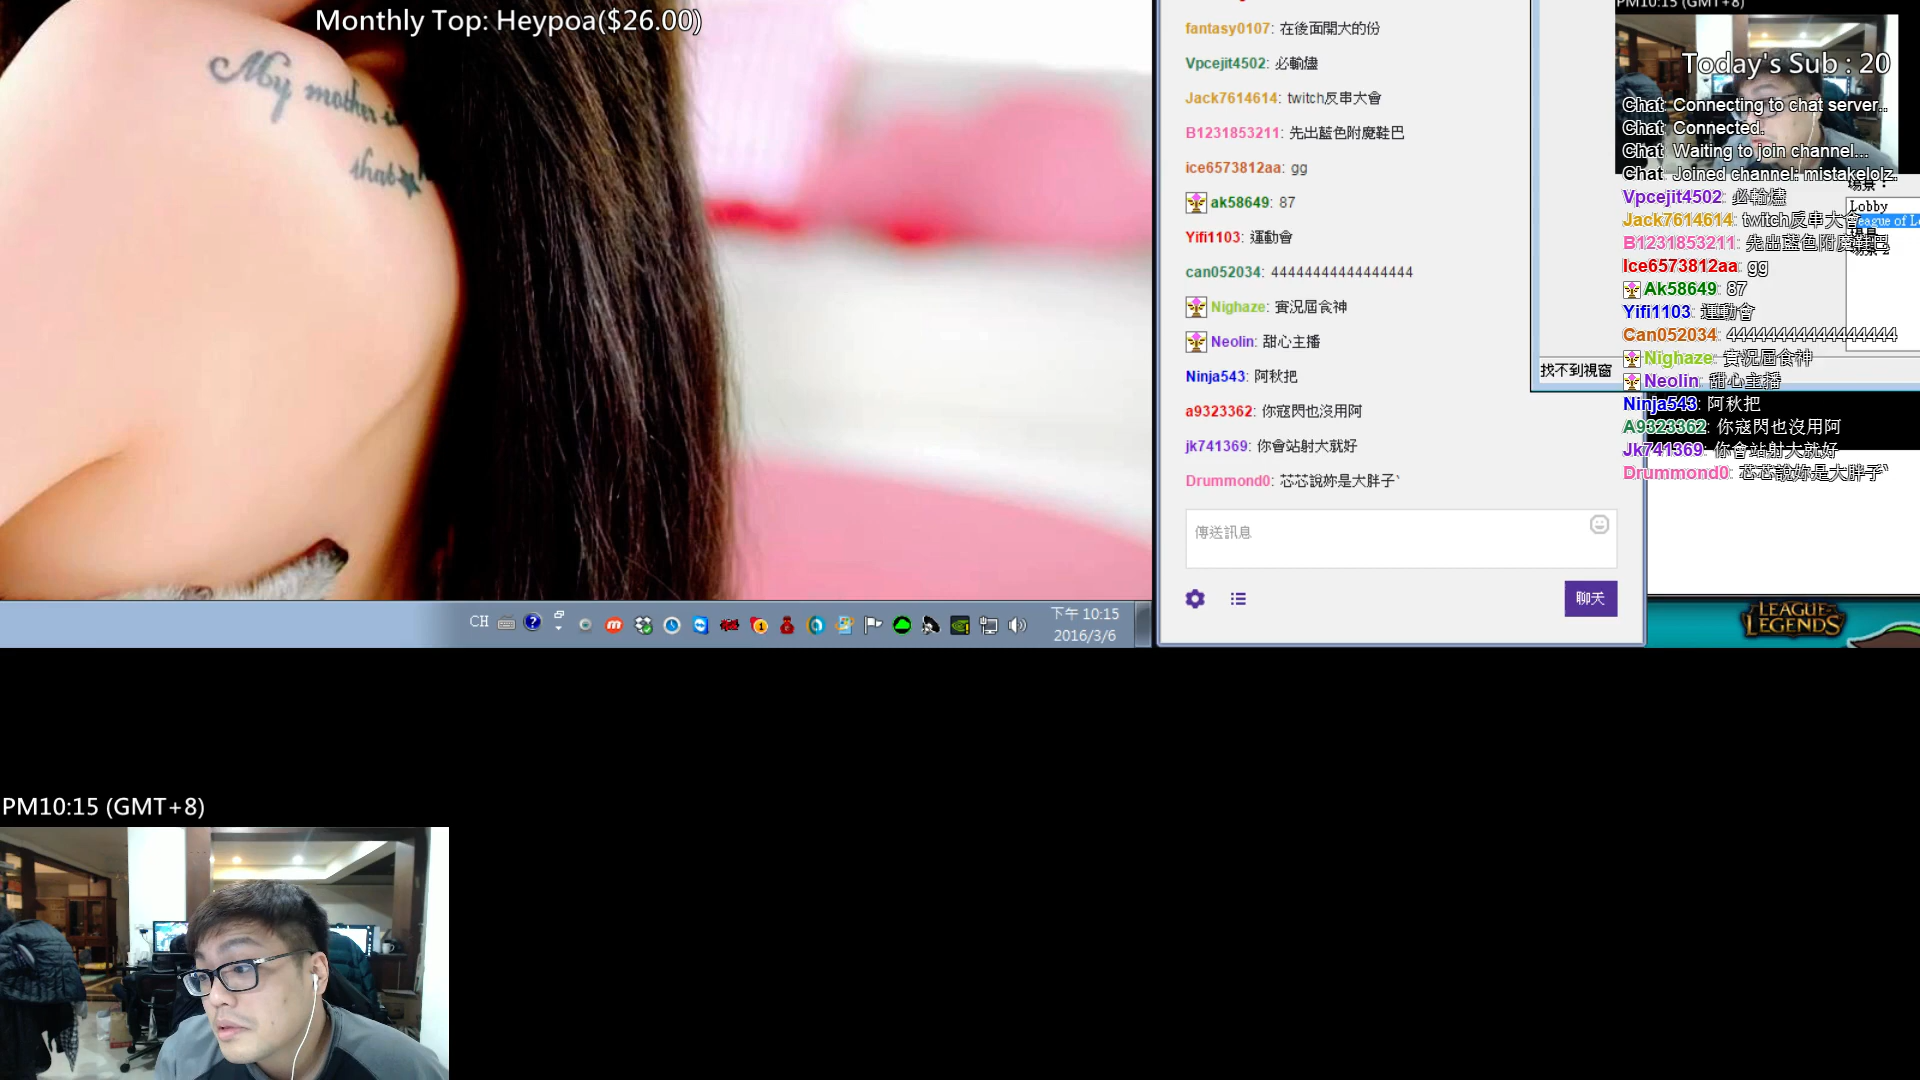 Monthly Top: Heypoa($26.00)
My mother is
that
fantasy0107: 在後面開大的份
Vpcejit4502: 必輸燼
Jack7614614: twitch反串大會
B1231853211: 先出藍色附魔鞋巴
ice6573812aa: gg
ak58649: 87
Yifi1103: 運動會
can052034: 44444444444444444
Nighaze: 實況屆食神
Neolin: 甜心主播
Ninja543: 阿秋把
a9323362: 你寇閃也沒用阿
jk741369: 你會站射大就好
Drummond0: 芯芯說妳是大胖子`
傳送訊息
聊天
PM10:15 (GMT+8)
Today's Sub : 20
Chat: Connecting to chat server..
Chat: Connected.
Chat: Waiting to join channel...
Chat: Joined channel: mistakelolz.
Vpcejit4502: 必輸燼
Jack7614614: twitch反串大會
B1231853211: 先出藍色附魔鞋巴
Ice6573812aa: gg
Ak58649: 87
Yifi1103: 運動會
Can052034: 44444444444444444
Nighaze: 實況屆食神
Neolin: 甜心主播
Ninja543: 阿秋把
A9323362: 你寇閃也沒用阿
Jk741369: 你會站射大就好
Drummond0: 芯芯說妳是大胖子`
場景：
Lobby
找不到視窗
LEAGUE OF LEGENDS
CH
下午 10:15
2016/3/6
PM10:15 (GMT+8)